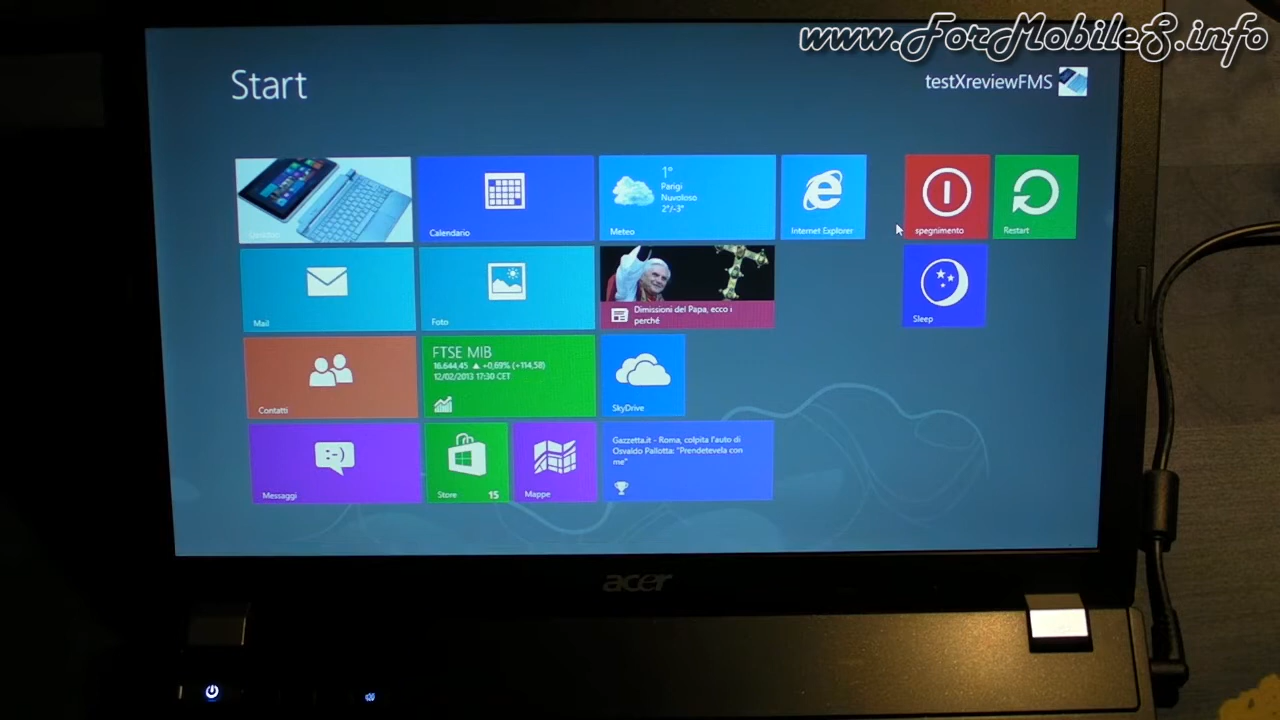 www.ForMobileS.info
Start
testXreviewFMS
Calendario
1°
Parigi
Nuvoloso
2°/-3°
Meteo
Internet Explorer
spegnimento
Restart
Mail
Foto
Dimissioni del Papa, ecco i
perché
Sleep
Contatti
FTSE MIB
16.644,45 ▲ +0,69% (+114,58)
12/02/2013 17:30 CET
SkyDrive
:-)
Messaggi
Store 15
Mappe
Gazzetta.it - Roma, colpita l'auto di
Osvaldo Pallotta: "Prendetevela con
me"
acer